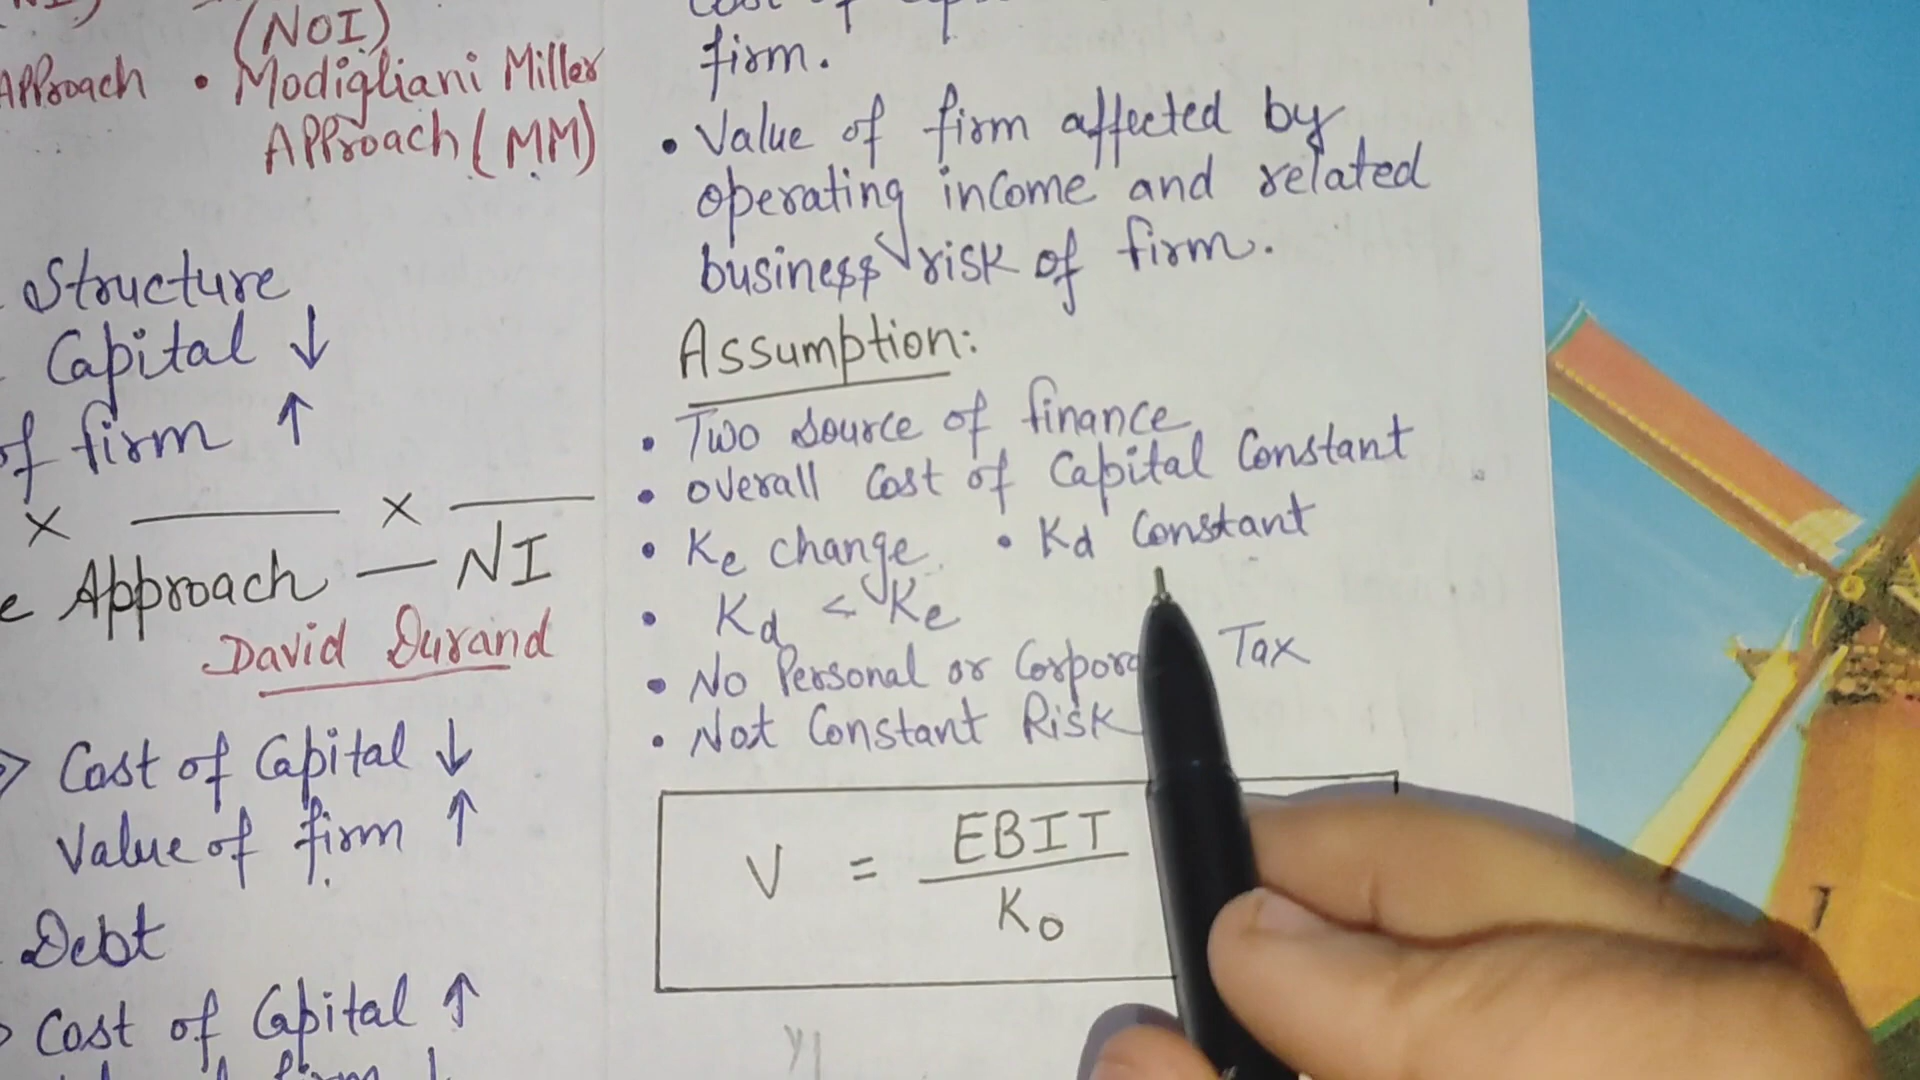 (NOI)
Approach • Modigliani Miller
Approach (MM)
Structure
Capital ↓
of firm ↑
× ——— × ———
Approach — NI
David Durand
Cost of Capital ↓
Value of firm ↑
Debt
Cost of Capital ↑
firm.
• Value of firm affected by
operating income and related
business risk of firm.
Assumption:
• Two source of finance
• overall Cost of Capital Constant
• Ke change • Kd Constant
• Kd < Ke
• No Personal or Tax
• Not Constant Risk
V = EBIT
Ko